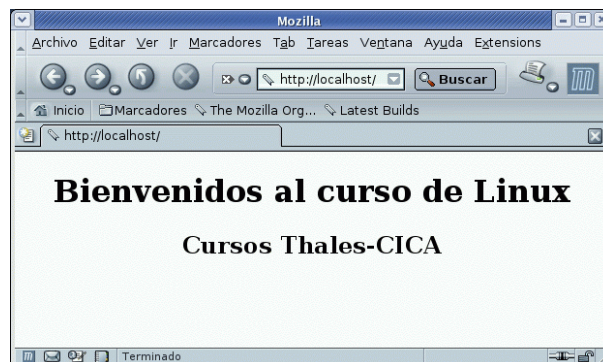 Mozilla
Archivo Editar Ver Ir Marcadores Tab Tareas Ventana Ayuda Extensions
http://localhost/ Buscar
Inicio Marcadores The Mozilla Org... Latest Builds
http://localhost/
Bienvenidos al curso de Linux
Cursos Thales-CICA
Terminado